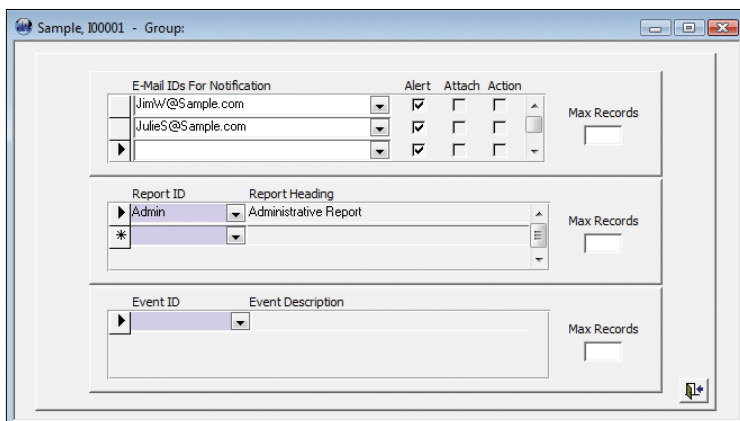 Sample, I00001 - Group:
E-Mail IDs For Notification Alert Attach Action
JimW@Sample.com
JulieS@Sample.com
Max Records
Report ID Report Heading
Admin Administrative Report
Max Records
Event ID Event Description
Max Records